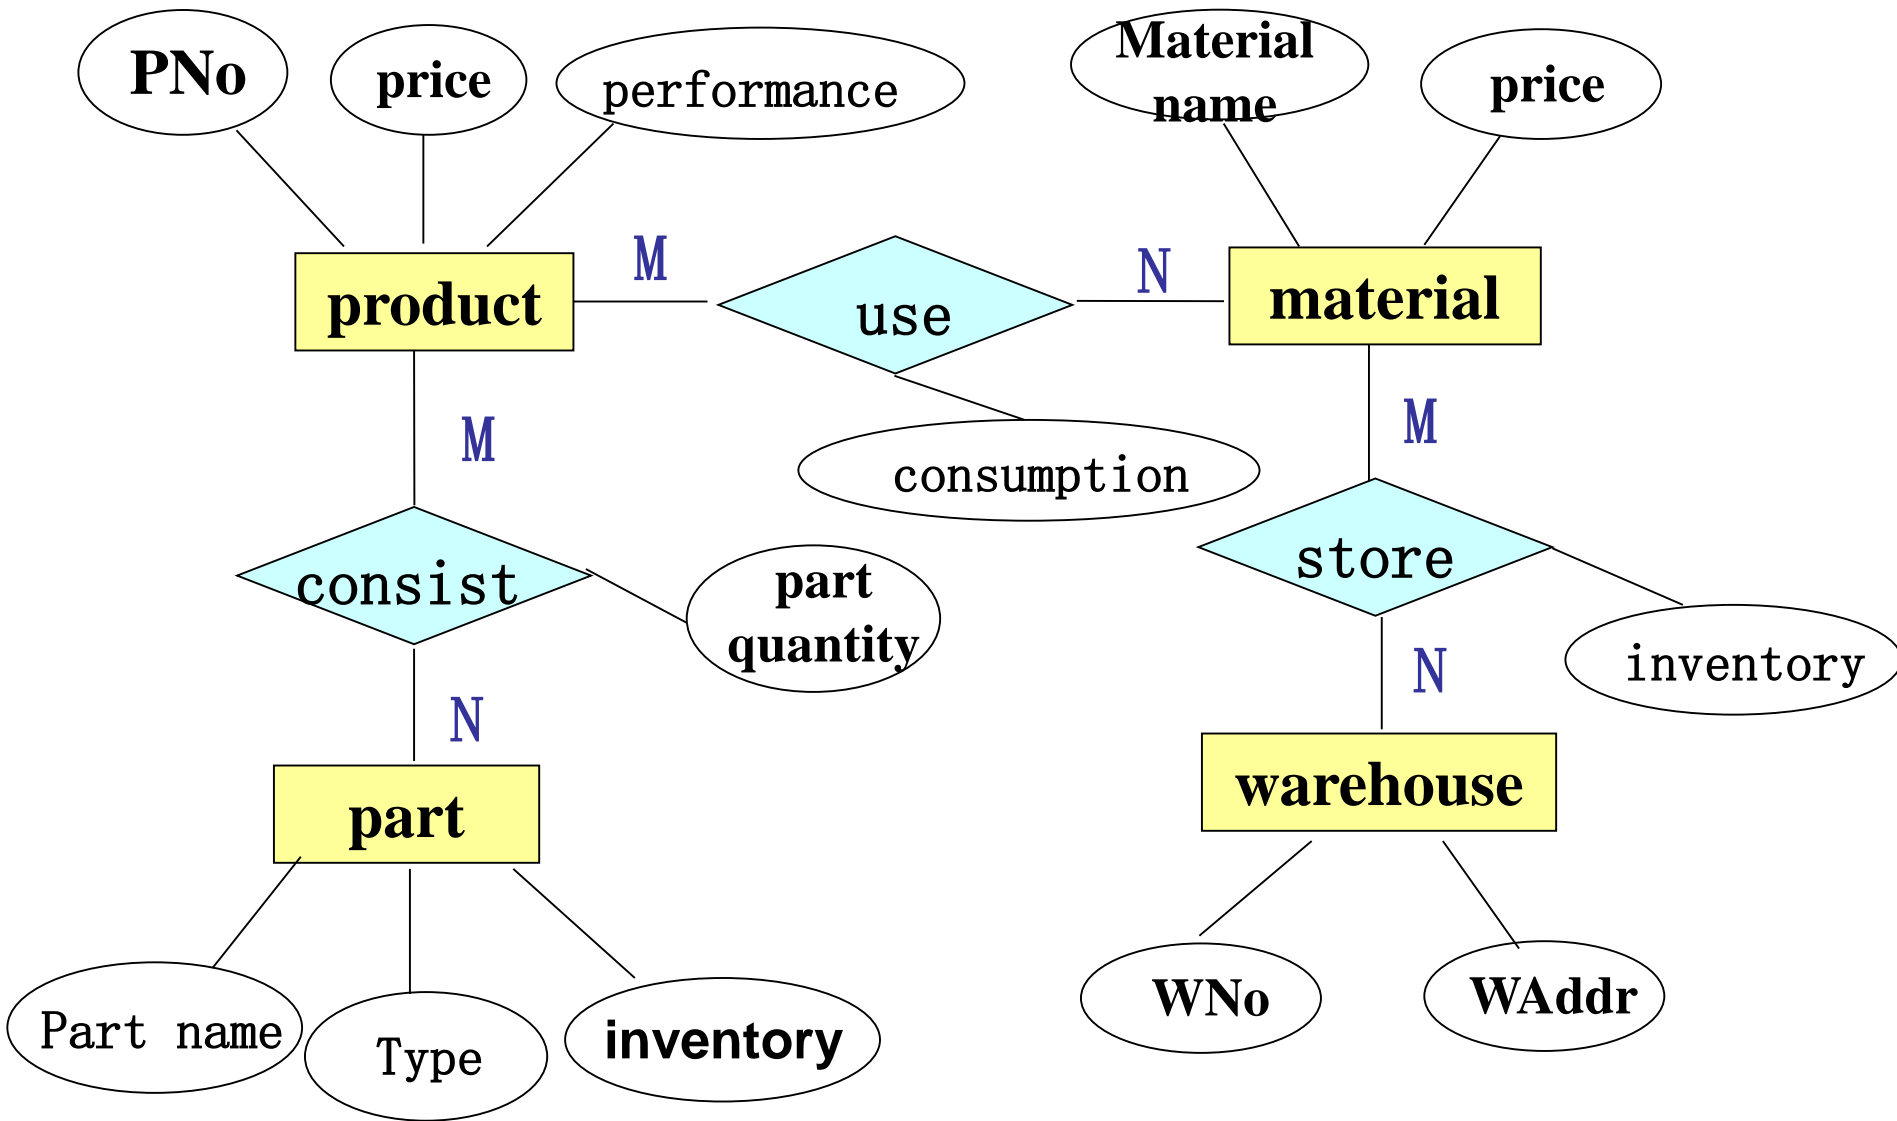 PNo
price
performance
Material
name
price
product
M
use
N
material
M
consumption
M
consist
part
quantity
store
inventory
N
N
part
warehouse
Part name
Type
inventory
WNo
WAddr